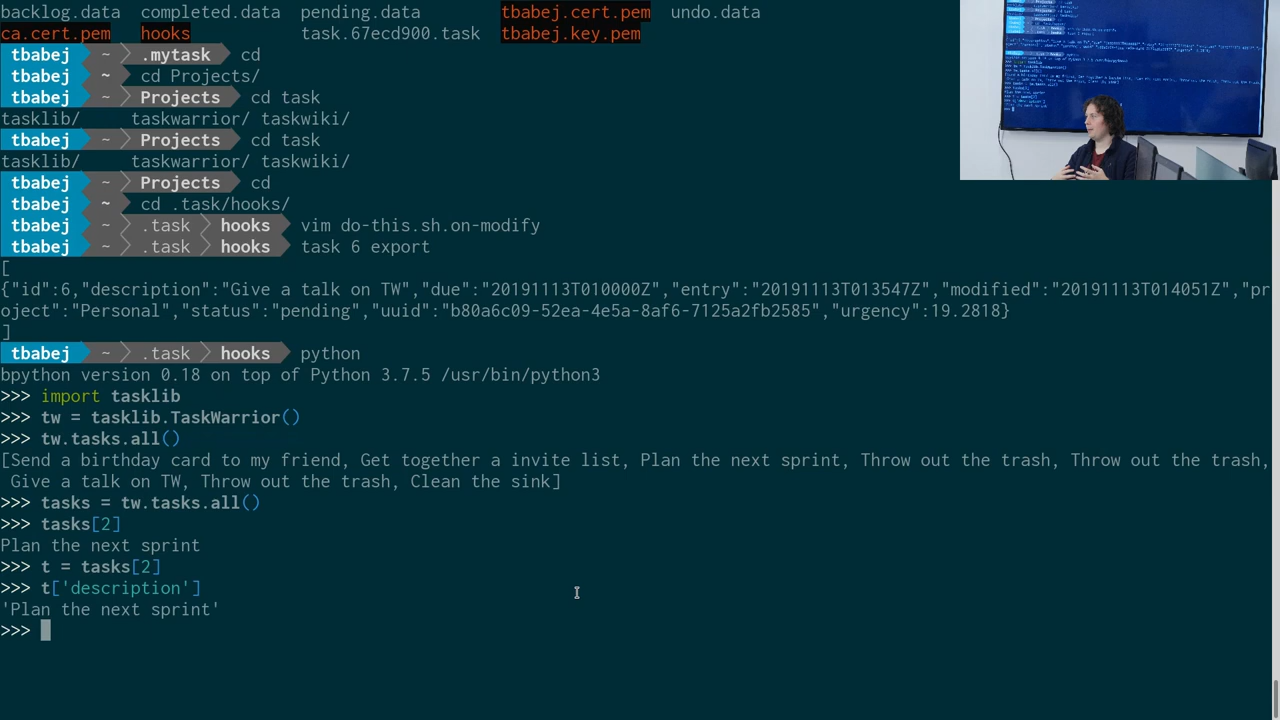 backlog.data completed.data pending.data tbabej.cert.pem undo.data
ca.cert.pem hooks task.b7ecd900.task tbabej.key.pem
tbabej ~ .mytask cd
tbabej ~ cd Projects/
tbabej ~ Projects cd task
tasklib/ taskwarrior/ taskwiki/
tbabej ~ Projects cd task
tasklib/ taskwarrior/ taskwiki/
tbabej ~ Projects cd
tbabej ~ cd .task/hooks/
tbabej ~ .task hooks vim do-this.sh.on-modify
tbabej ~ .task hooks task 6 export
[
{"id":6,"description":"Give a talk on TW","due":"20191113T010000Z","entry":"20191113T013547Z","modified":"20191113T014051Z","pr
oject":"Personal","status":"pending","uuid":"b80a6c09-52ea-4e5a-8af6-7125a2fb2585","urgency":19.2818}
]
tbabej ~ .task hooks python
bpython version 0.18 on top of Python 3.7.5 /usr/bin/python3
>>> import tasklib
>>> tw = tasklib.TaskWarrior()
>>> tw.tasks.all()
[Send a birthday card to my friend, Get together a invite list, Plan the next sprint, Throw out the trash, Throw out the trash,
Give a talk on TW, Throw out the trash, Clean the sink]
>>> tasks = tw.tasks.all()
>>> tasks[2]
Plan the next sprint
>>> t = tasks[2]
>>> t['description']
'Plan the next sprint'
>>>